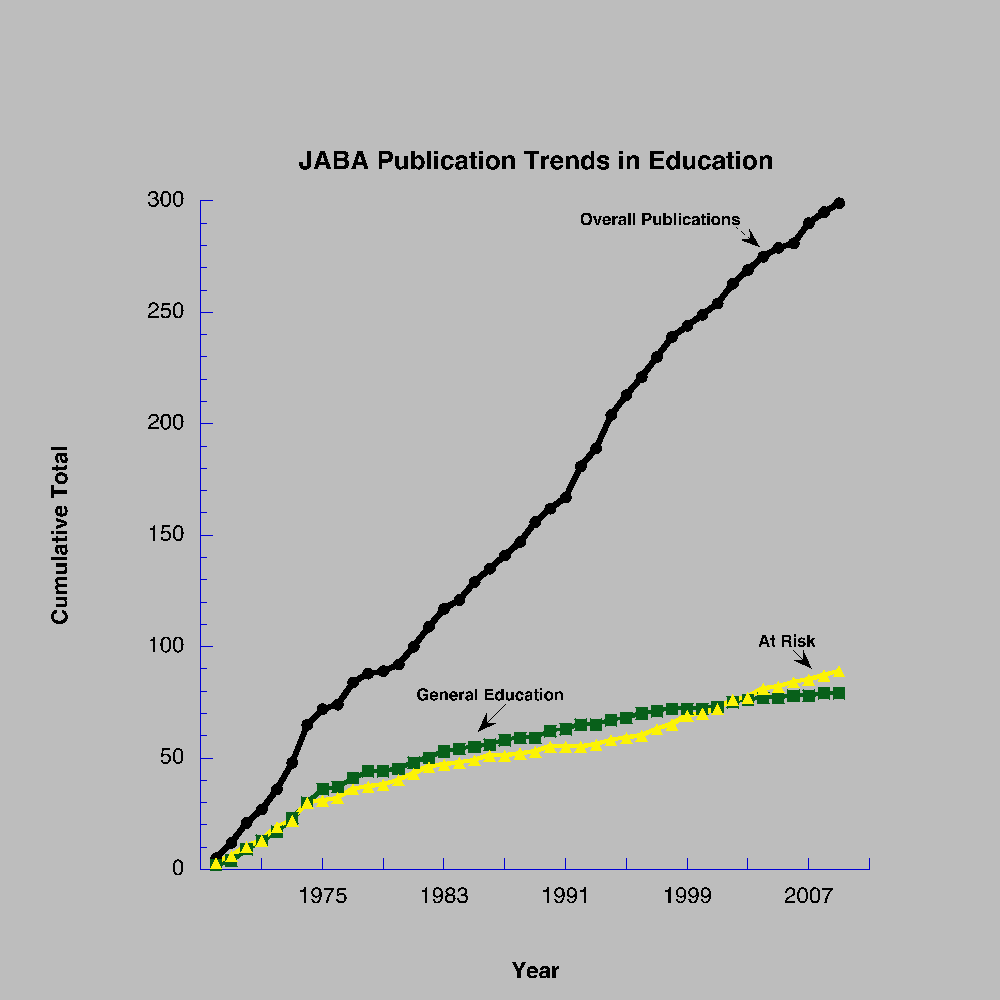 JABA Publication Trends in Education
300
Overall Publications
250
200
Cumulative Total
150
100
At Risk
General Education
50
0
1975 1983 1991 1999 2007
Year